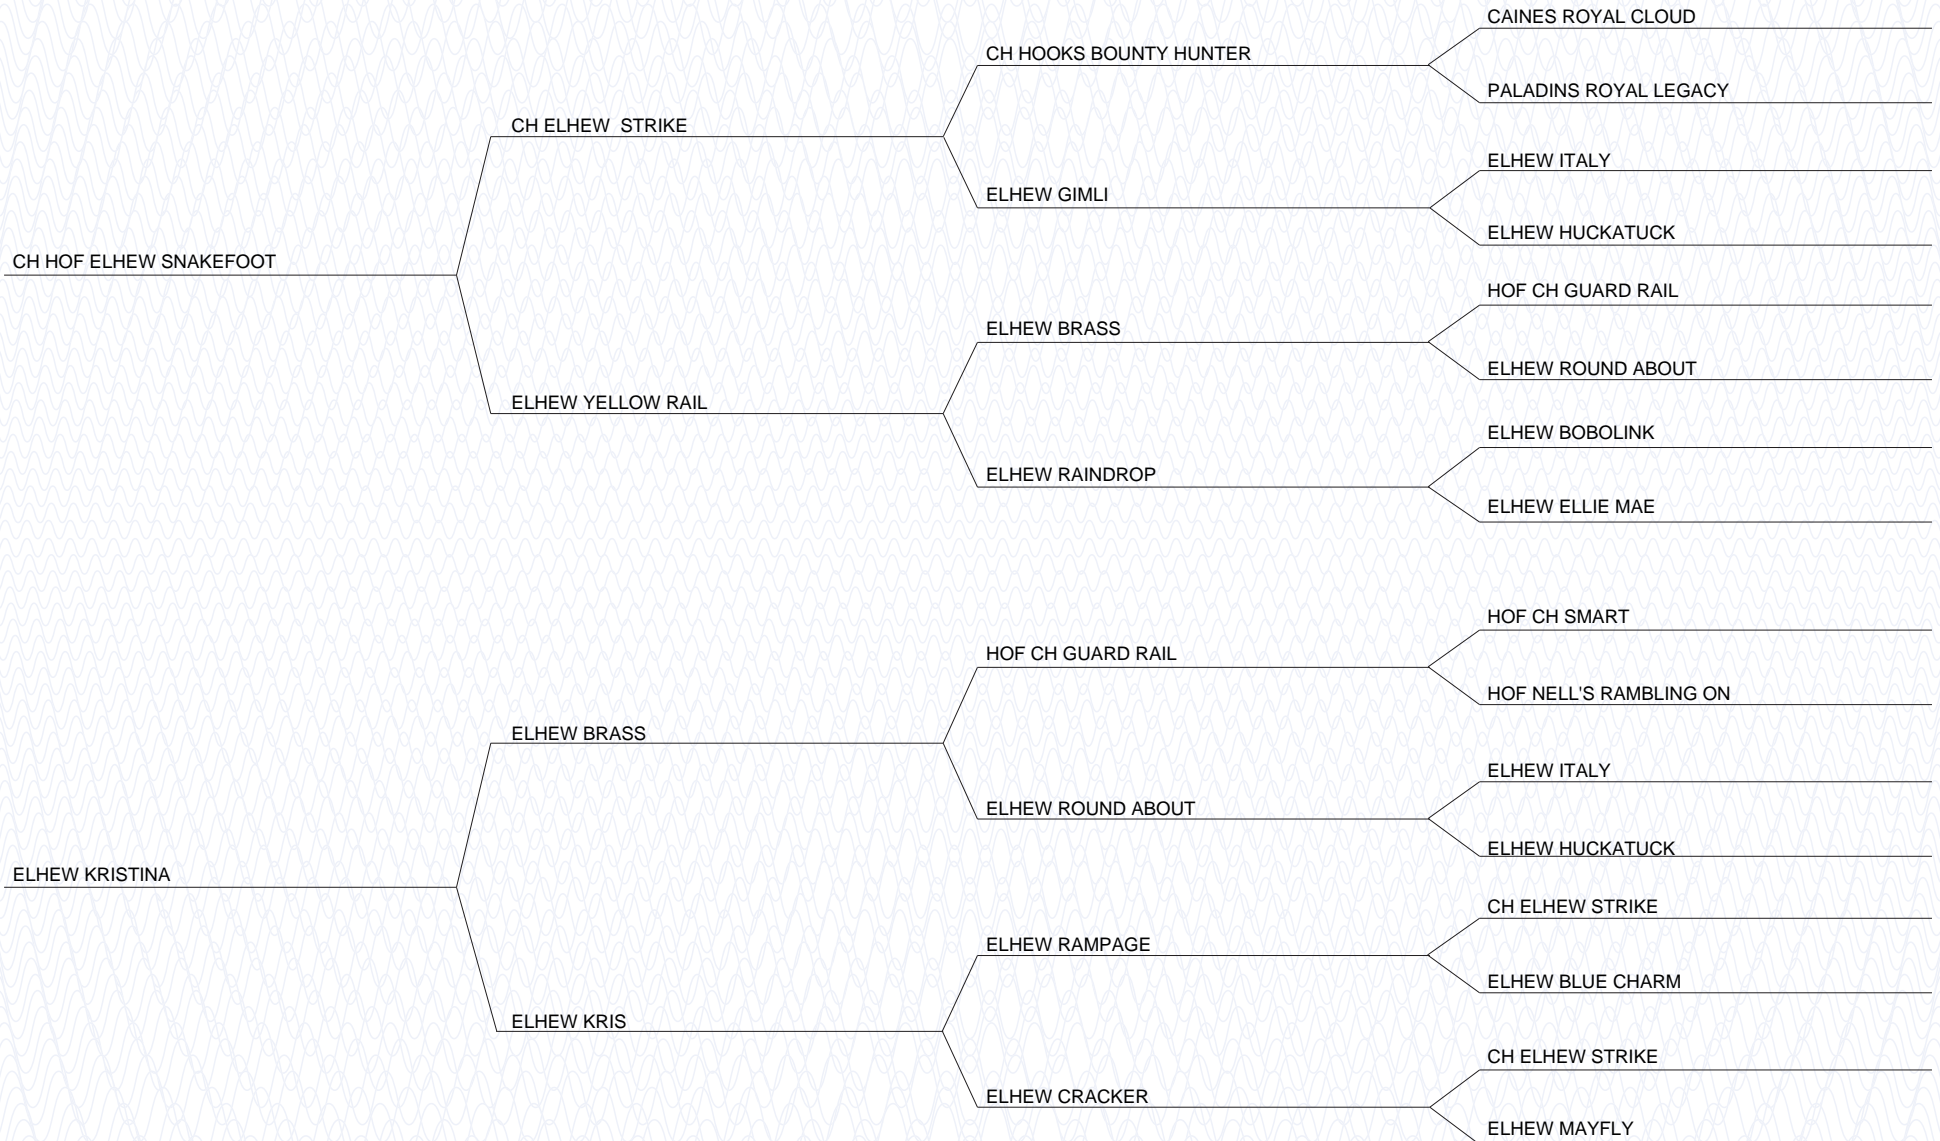 CAINES ROYAL CLOUD
CH HOOKS BOUNTY HUNTER
PALADINS ROYAL LEGACY
CH ELHEW  STRIKE
ELHEW ITALY
ELHEW GIMLI
ELHEW HUCKATUCK
CH HOF ELHEW SNAKEFOOT
HOF CH GUARD RAIL
ELHEW BRASS
ELHEW ROUND ABOUT
ELHEW YELLOW RAIL
ELHEW BOBOLINK
ELHEW RAINDROP
ELHEW ELLIE MAE
HOF CH SMART
HOF CH GUARD RAIL
HOF NELL'S RAMBLING ON
ELHEW BRASS
ELHEW ITALY
ELHEW ROUND ABOUT
ELHEW HUCKATUCK
ELHEW KRISTINA
CH ELHEW STRIKE
ELHEW RAMPAGE
ELHEW BLUE CHARM
ELHEW KRIS
CH ELHEW STRIKE
ELHEW CRACKER
ELHEW MAYFLY